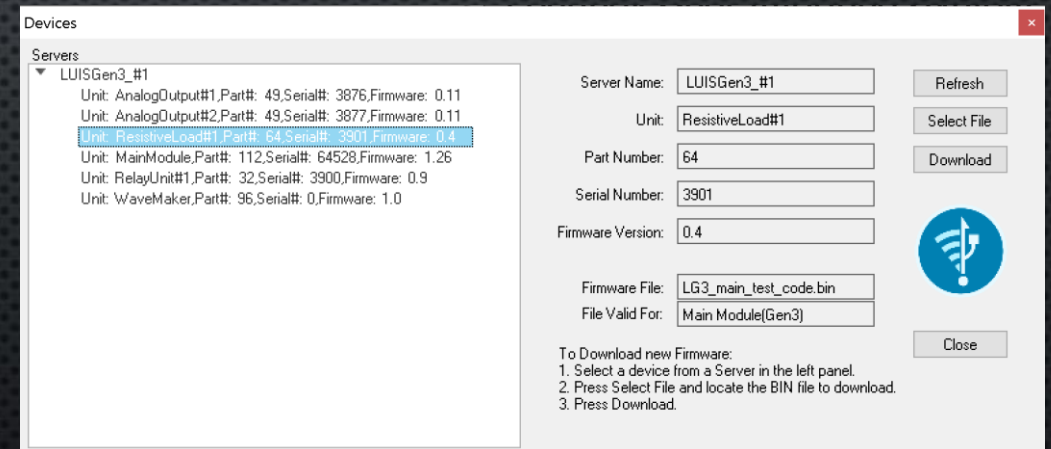 Devices
Servers
LUISGen3_#1
Unit: AnalogOutput#1,Part#: 49,Serial#: 3876,Firmware: 0.11
Unit: AnalogOutput#2,Part#: 49,Serial#: 3877,Firmware: 0.11
Unit: ResistiveLoad#1,Part#: 64,Serial#: 3901,Firmware: 0.4
Unit: MainModule,Part#: 112,Serial#: 64528,Firmware: 1.26
Unit: RelayUnit#1,Part#: 32,Serial#: 3900,Firmware: 0.9
Unit: WaveMaker,Part#: 96,Serial#: 0,Firmware: 1.0
Server Name: LUISGen3_#1
Unit: ResistiveLoad#1
Part Number: 64
Serial Number: 3901
Firmware Version: 0.4
Firmware File: LG3_main_test_code.bin
File Valid For: Main Module(Gen3)
To Download new Firmware:
1. Select a device from a Server in the left panel.
2. Press Select File and locate the BIN file to download.
3. Press Download.
Refresh
Select File
Download
Close